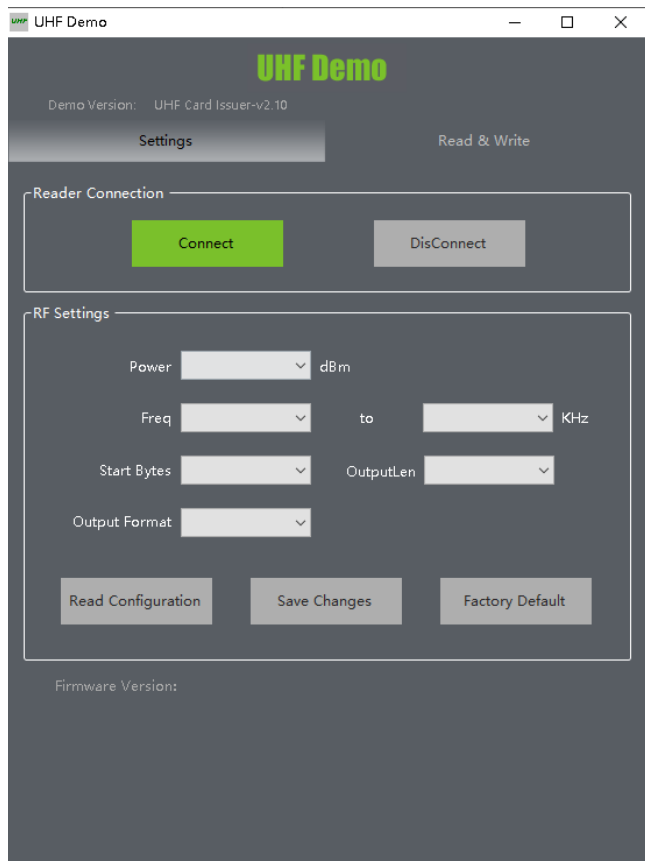 UHF UHF Demo
UHF Demo
Demo Version: UHF Card Issuer-v2.10
Settings Read & Write
Reader Connection
Connect DisConnect
RF Settings
Power dBm
Freq to KHz
Start Bytes OutputLen
Output Format
Read Configuration Save Changes Factory Default
Firmware Version: